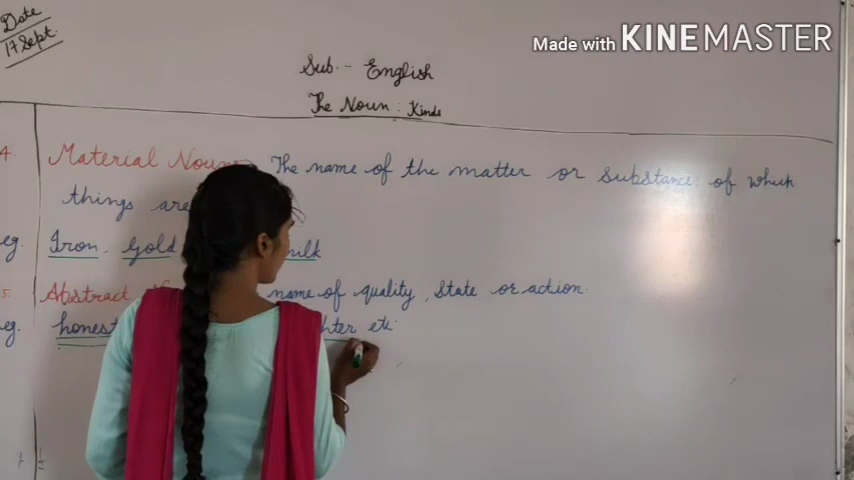 Date
17 Sept.
Made with KINEMASTER
Sub. - English
The Noun : Kinds
4. Material Noun The name of the matter or substance of which
things are
eg. Iron. Gold milk
5. Abstract name of quality, State or action
eg. etc.